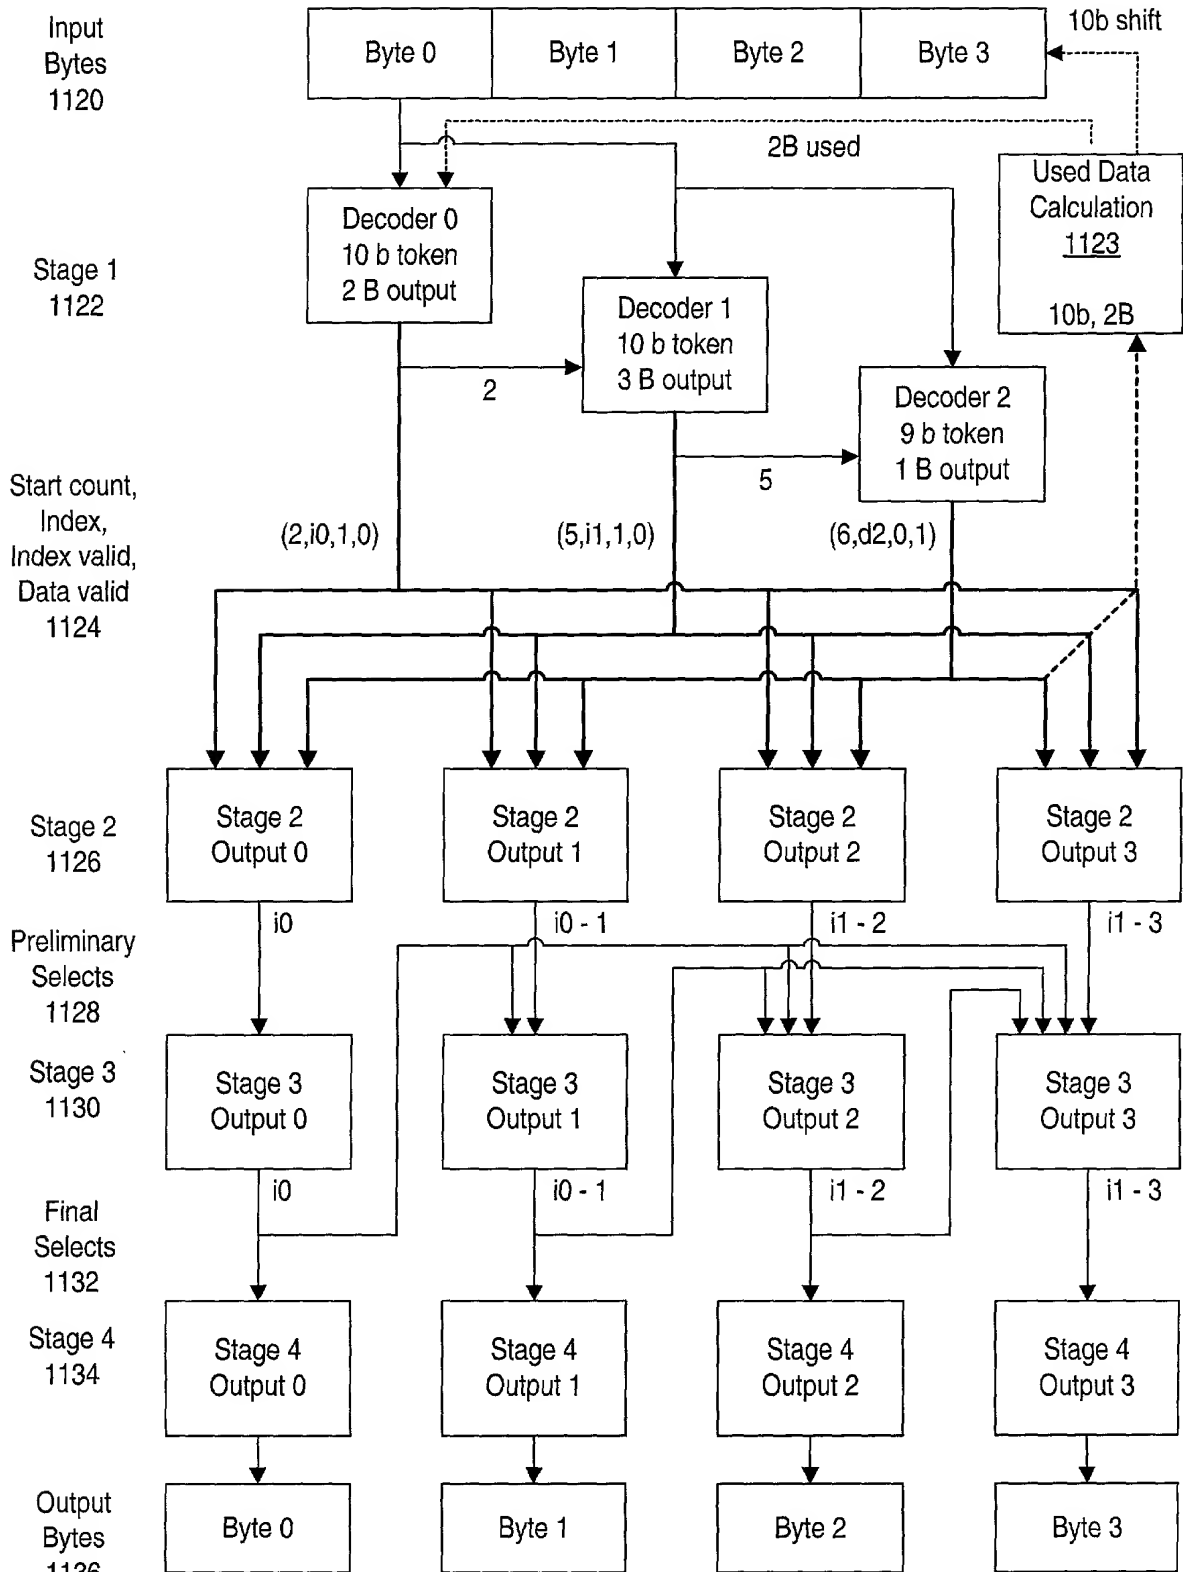 Input
Bytes
1120
Byte 0
Byte 1
Byte 2
Byte 3
10b shift
2B used
Used Data
Calculation
1123
10b, 2B
Stage 1
1122
Decoder 0
10 b token
2 B output
2
Decoder 1
10 b token
3 B output
5
Decoder 2
9 b token
1 B output
Start count,
Index,
Index valid,
Data valid
1124
(2,i0,1,0)
(5,i1,1,0)
(6,d2,0,1)
Stage 2
1126
Stage 2
Output 0
Stage 2
Output 1
Stage 2
Output 2
Stage 2
Output 3
Preliminary
Selects
1128
i0
i0 - 1
i1 - 2
i1 - 3
Stage 3
1130
Stage 3
Output 0
Stage 3
Output 1
Stage 3
Output 2
Stage 3
Output 3
Final
Selects
1132
i0
i0 - 1
i1 - 2
i1 - 3
Stage 4
1134
Stage 4
Output 0
Stage 4
Output 1
Stage 4
Output 2
Stage 4
Output 3
Output
Bytes
1136
Byte 0
Byte 1
Byte 2
Byte 3